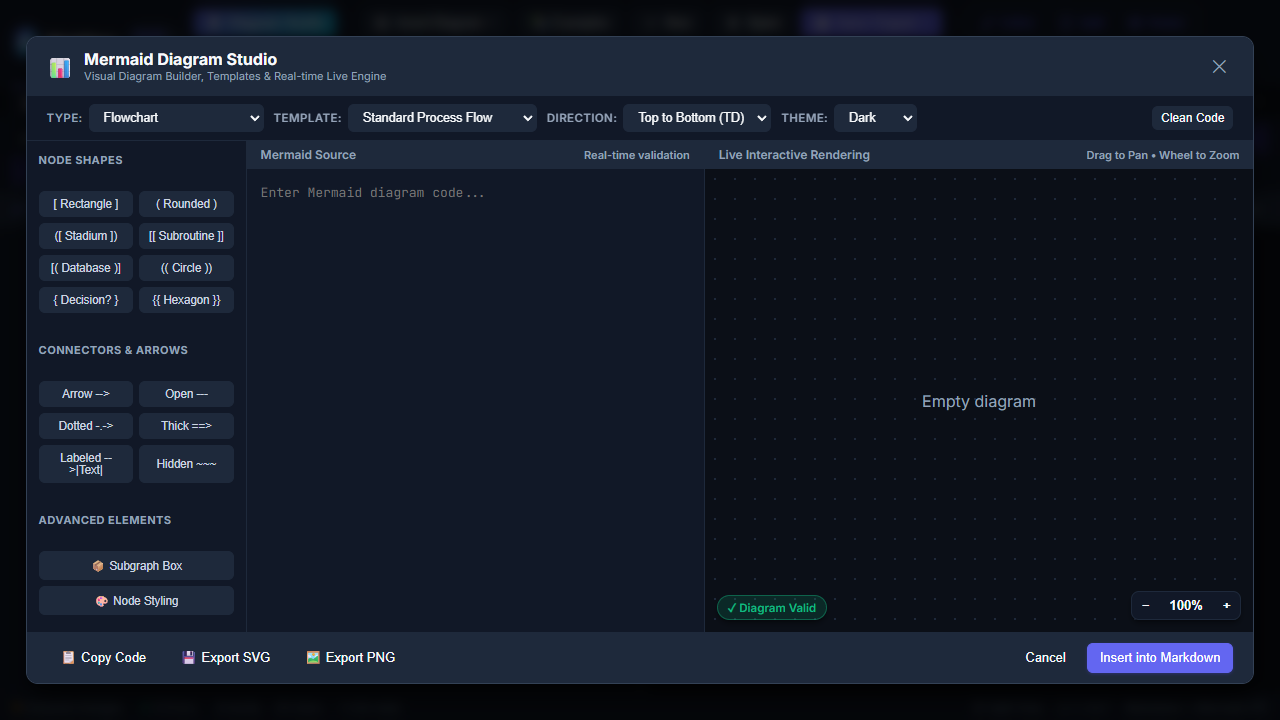 Mermaid Diagram Studio
Visual Diagram Builder, Templates & Real-time Live Engine
TYPE: Flowchart TEMPLATE: Standard Process Flow DIRECTION: Top to Bottom (TD) THEME: Dark Clean Code
NODE SHAPES
[ Rectangle ] ( Rounded )
([ Stadium ]) [[ Subroutine ]]
[( Database )] (( Circle ))
{ Decision? } {{ Hexagon }}
CONNECTORS & ARROWS
Arrow --> Open ---
Dotted -.-> Thick ==>
Labeled --
>|Text| Hidden ~~~
ADVANCED ELEMENTS
Subgraph Box
Node Styling
Mermaid Source Real-time validation
Enter Mermaid diagram code...
Live Interactive Rendering Drag to Pan • Wheel to Zoom
Empty diagram
✓ Diagram Valid − 100% +
Copy Code Export SVG Export PNG Cancel Insert into Markdown